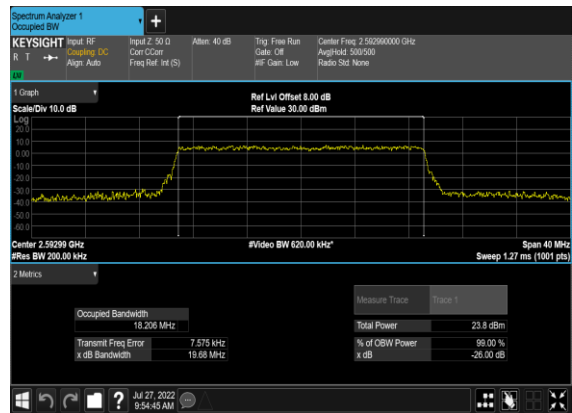 Spectrum Analyzer 1
Occupied BW
KEYSIGHT Input: RF Input Z: 50 Ω Atten: 40 dB Trig: Free Run Center Freq: 2.592990000 GHz
R T Coupling: DC Corr CCorr Gate: Off Avg|Hold: 500/500
Align: Auto Freq Ref: Int (S) #IF Gain: Low Radio Std: None
1 Graph
Ref Lvl Offset 8.00 dB
Scale/Div 10.0 dB Ref Value 30.00 dBm
Log
20.0
10.0
0.00
-10.0
-20.0
-30.0
-40.0
-50.0
-60.0
Center 2.59299 GHz #Video BW 620.00 kHz* Span 40 MHz
#Res BW 200.00 kHz Sweep 1.27 ms (1001 pts)
2 Metrics
Measure Trace Trace 1
Occupied Bandwidth
18.206 MHz Total Power 23.8 dBm
Transmit Freq Error 7.575 kHz % of OBW Power 99.00 %
x dB Bandwidth 19.68 MHz x dB -26.00 dB
? Jul 27, 2022
9:54:45 AM